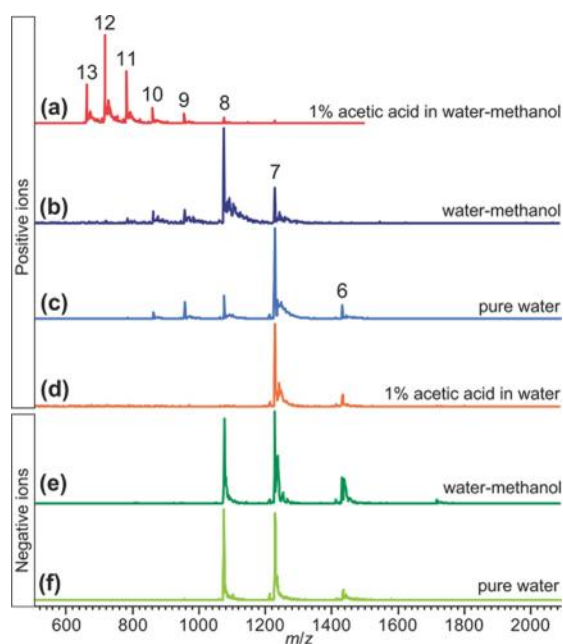 12
13
11
10
9
8
(a)
1% acetic acid in water-methanol
7
(b)
water-methanol
Positive ions
6
(c)
pure water
(d)
1% acetic acid in water
(e)
water-methanol
Negative ions
(f)
pure water
600 800 1000 1200 1400 1600 1800 2000
m/z